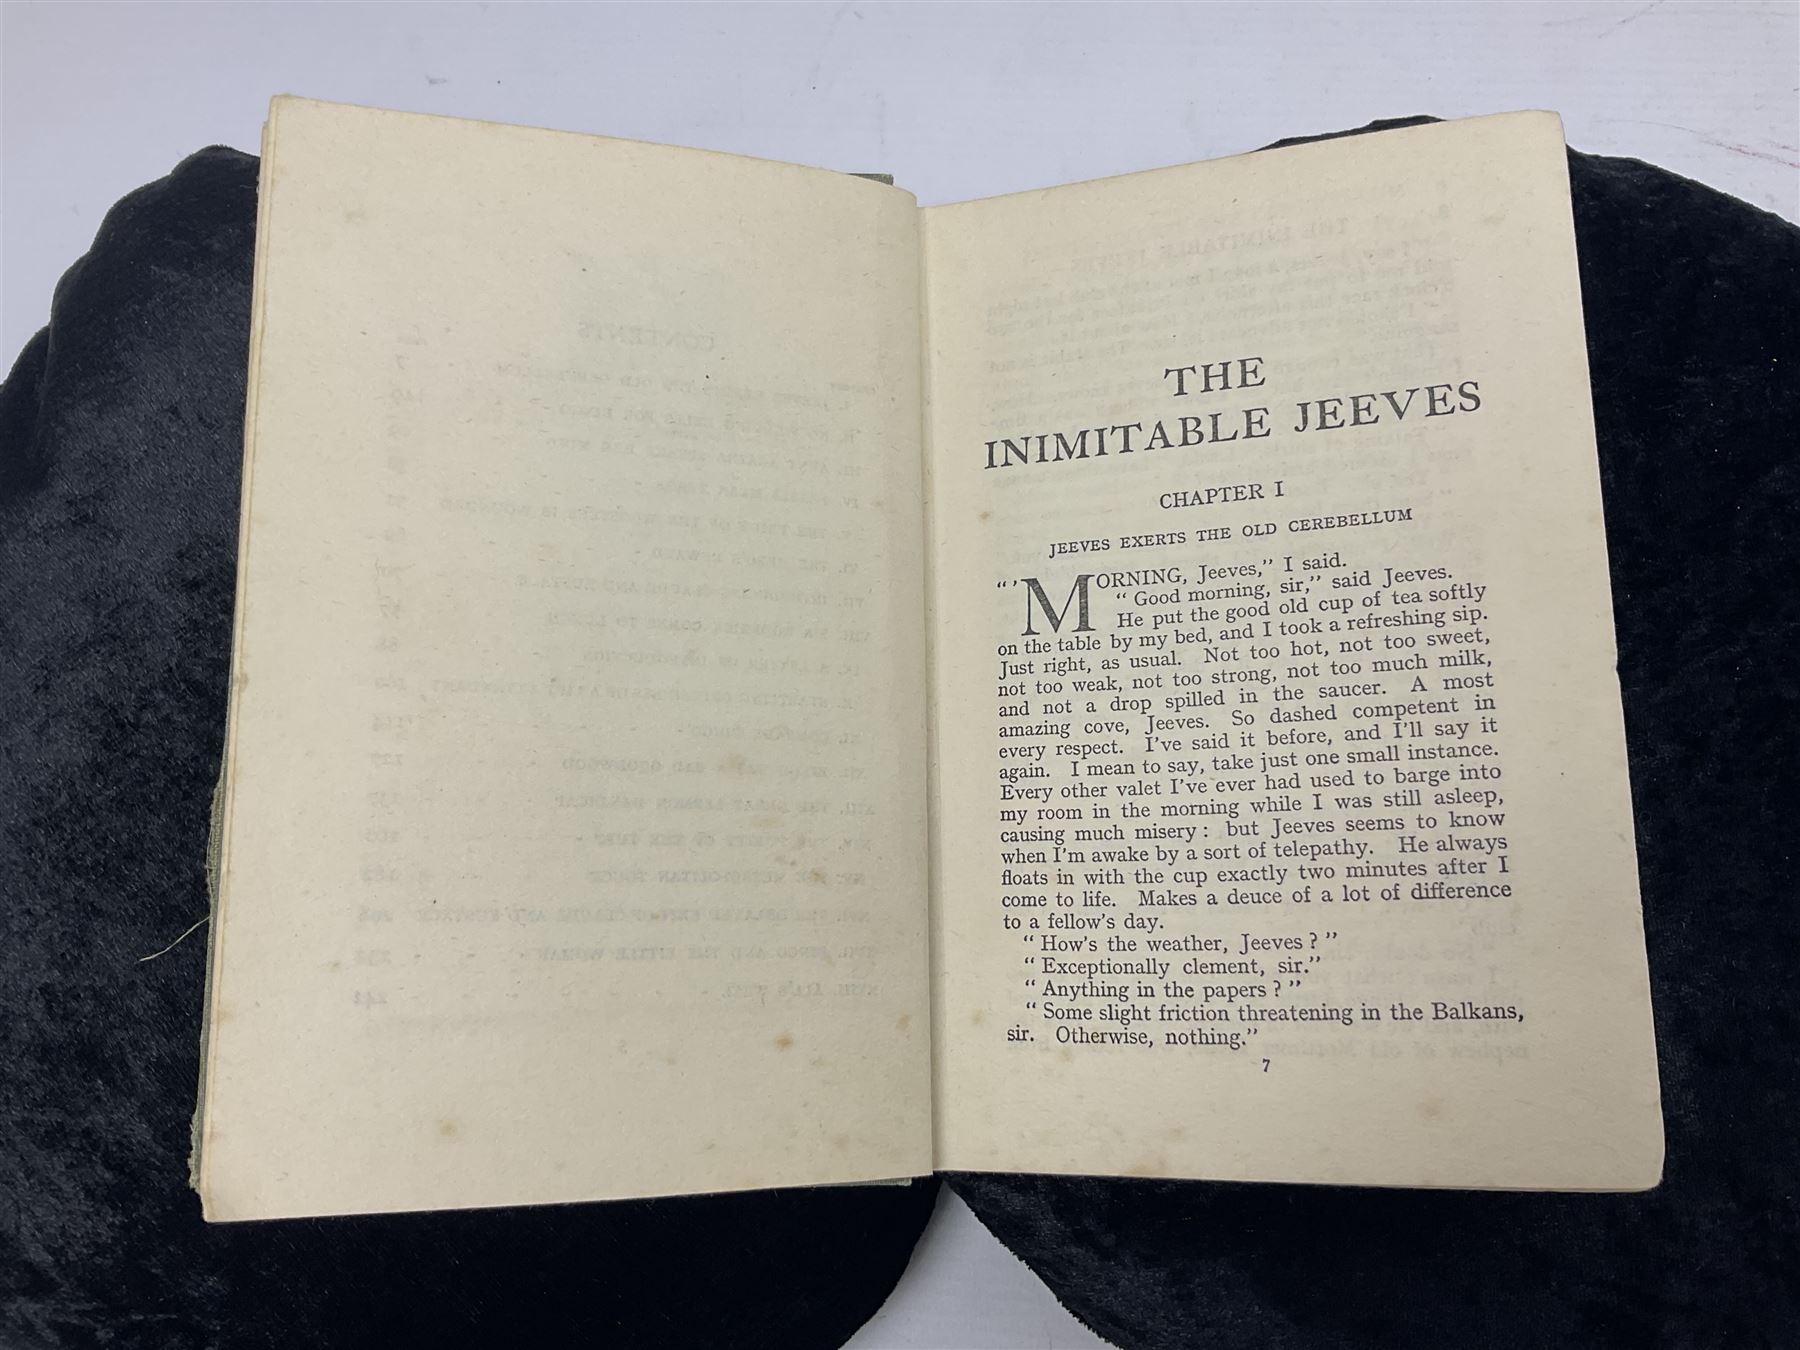 THE
INIMITABLE JEEVES
CHAPTER I
JEEVES EXERTS THE OLD CEREBELLUM
“ ’MORNING, Jeeves,” I said.
“ Good morning, sir,” said Jeeves.
He put the good old cup of tea softly
on the table by my bed, and I took a refreshing sip.
Just right, as usual. Not too hot, not too sweet,
not too weak, not too strong, not too much milk,
and not a drop spilled in the saucer. A most
amazing cove, Jeeves. So dashed competent in
every respect. I’ve said it before, and I’ll say it
again. I mean to say, take just one small instance.
Every other valet I’ve ever had used to barge into
my room in the morning while I was still asleep,
causing much misery : but Jeeves seems to know
when I’m awake by a sort of telepathy. He always
floats in with the cup exactly two minutes after I
come to life. Makes a deuce of a lot of difference
to a fellow’s day.
“ How’s the weather, Jeeves ? ”
“ Exceptionally clement, sir.”
“ Anything in the papers ? ”
“ Some slight friction threatening in the Balkans,
sir. Otherwise, nothing.”
7